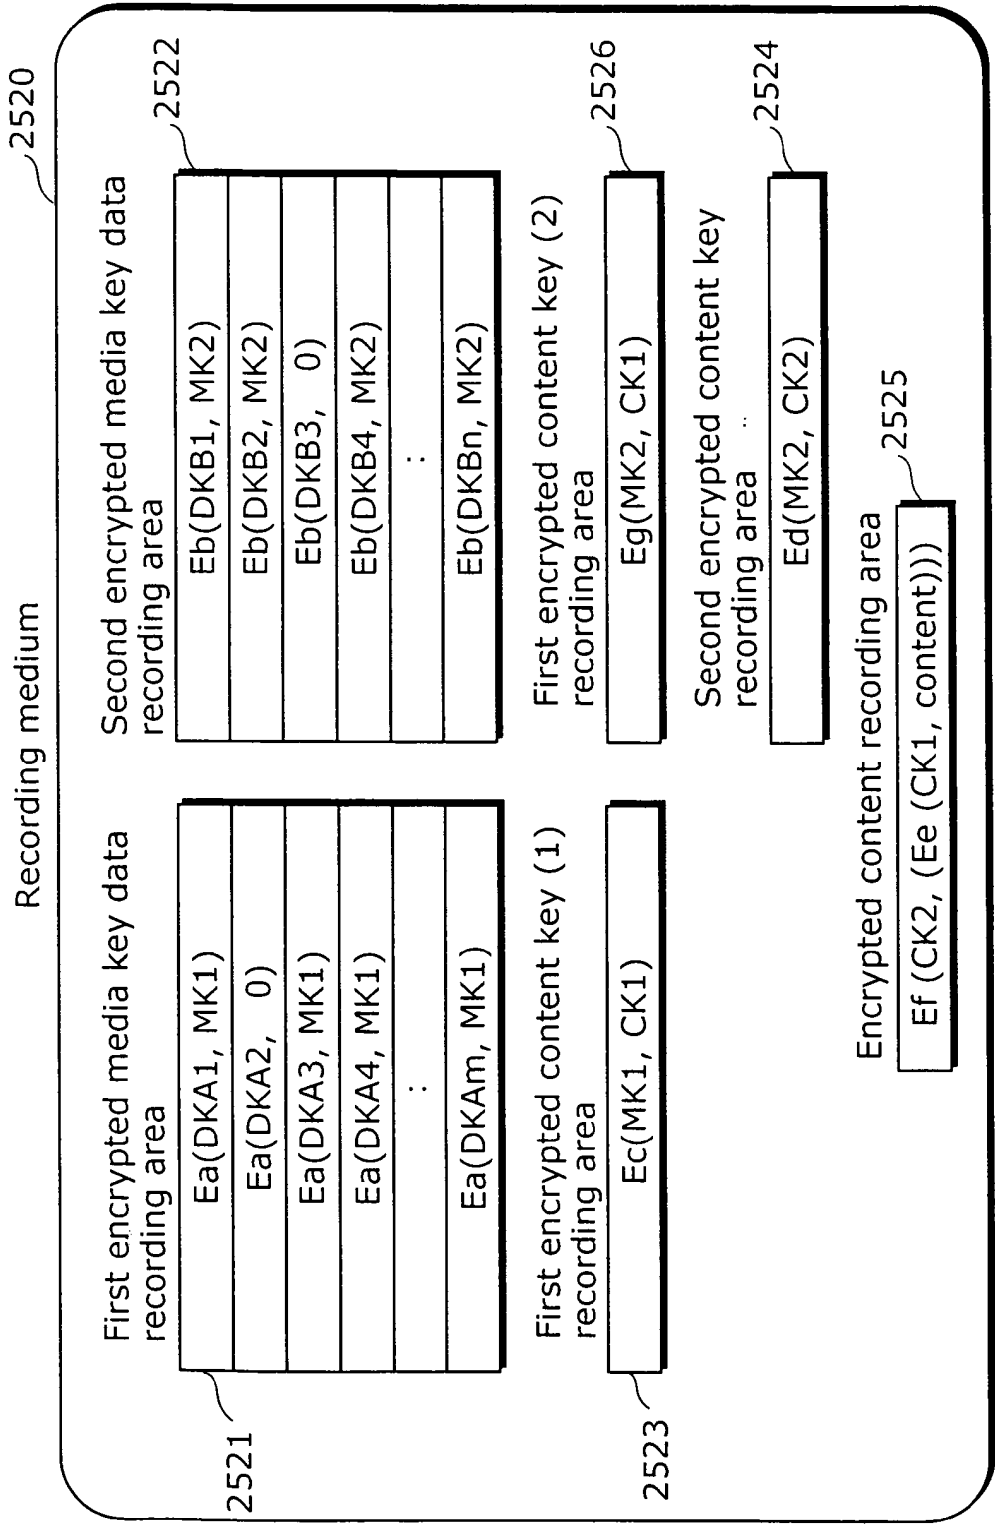 Recording medium
2520
First encrypted media key data
recording area
2521
Ea(DKA1, MK1)
Ea(DKA2, 0)
Ea(DKA3, MK1)
Ea(DKA4, MK1)
:
Ea(DKAm, MK1)
Second encrypted media key data
recording area
2522
Eb(DKB1, MK2)
Eb(DKB2, MK2)
Eb(DKB3, 0)
Eb(DKB4, MK2)
:
Eb(DKBn, MK2)
First encrypted content key (1)
recording area
2523
Ec(MK1, CK1)
First encrypted content key (2)
recording area
2526
Eg(MK2, CK1)
Second encrypted content key
recording area
2524
Ed(MK2, CK2)
Encrypted content recording area
2525
Ef (CK2, (Ee (CK1, content)))